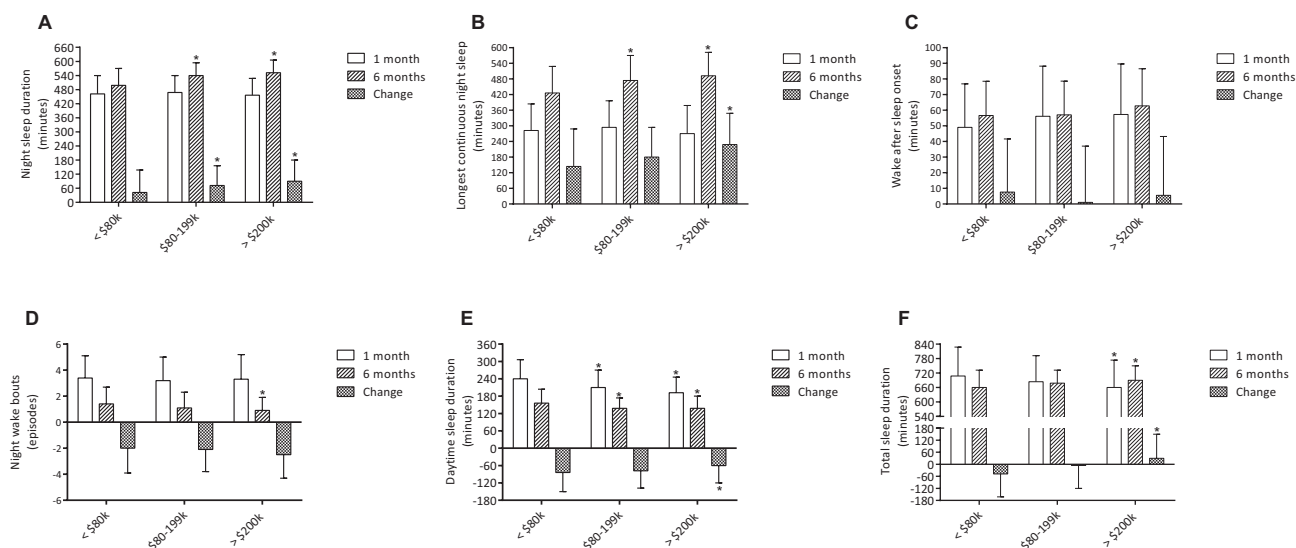 A
Night sleep duration
(minutes)
660
600
540
480
420
360
300
240
180
120
60
0
* * * *
< $80k
$80-199k
> $200k
1 month
6 months
Change
B
Longest continuous night sleep
(minutes)
600
540
480
420
360
300
240
180
120
60
0
* * *
< $80k
$80-199k
> $200k
1 month
6 months
Change
C
Wake after sleep onset
(minutes)
100
90
80
70
60
50
40
30
20
10
0
< $80k
$80-199k
> $200k
1 month
6 months
Change
D
Night wake bouts
(episodes)
6
4
2
0
-2
-4
-6
*
< $80k
$80-199k
> $200k
1 month
6 months
Change
E
Daytime sleep duration
(minutes)
360
300
240
180
120
60
0
-60
-120
-180
* * * *
*
< $80k
$80-199k
> $200k
1 month
6 months
Change
F
Total sleep duration
(minutes)
840
780
720
660
600
540
180
120
60
0
-60
-120
-180
* *
*
< $80k
$80-199k
> $200k
1 month
6 months
Change